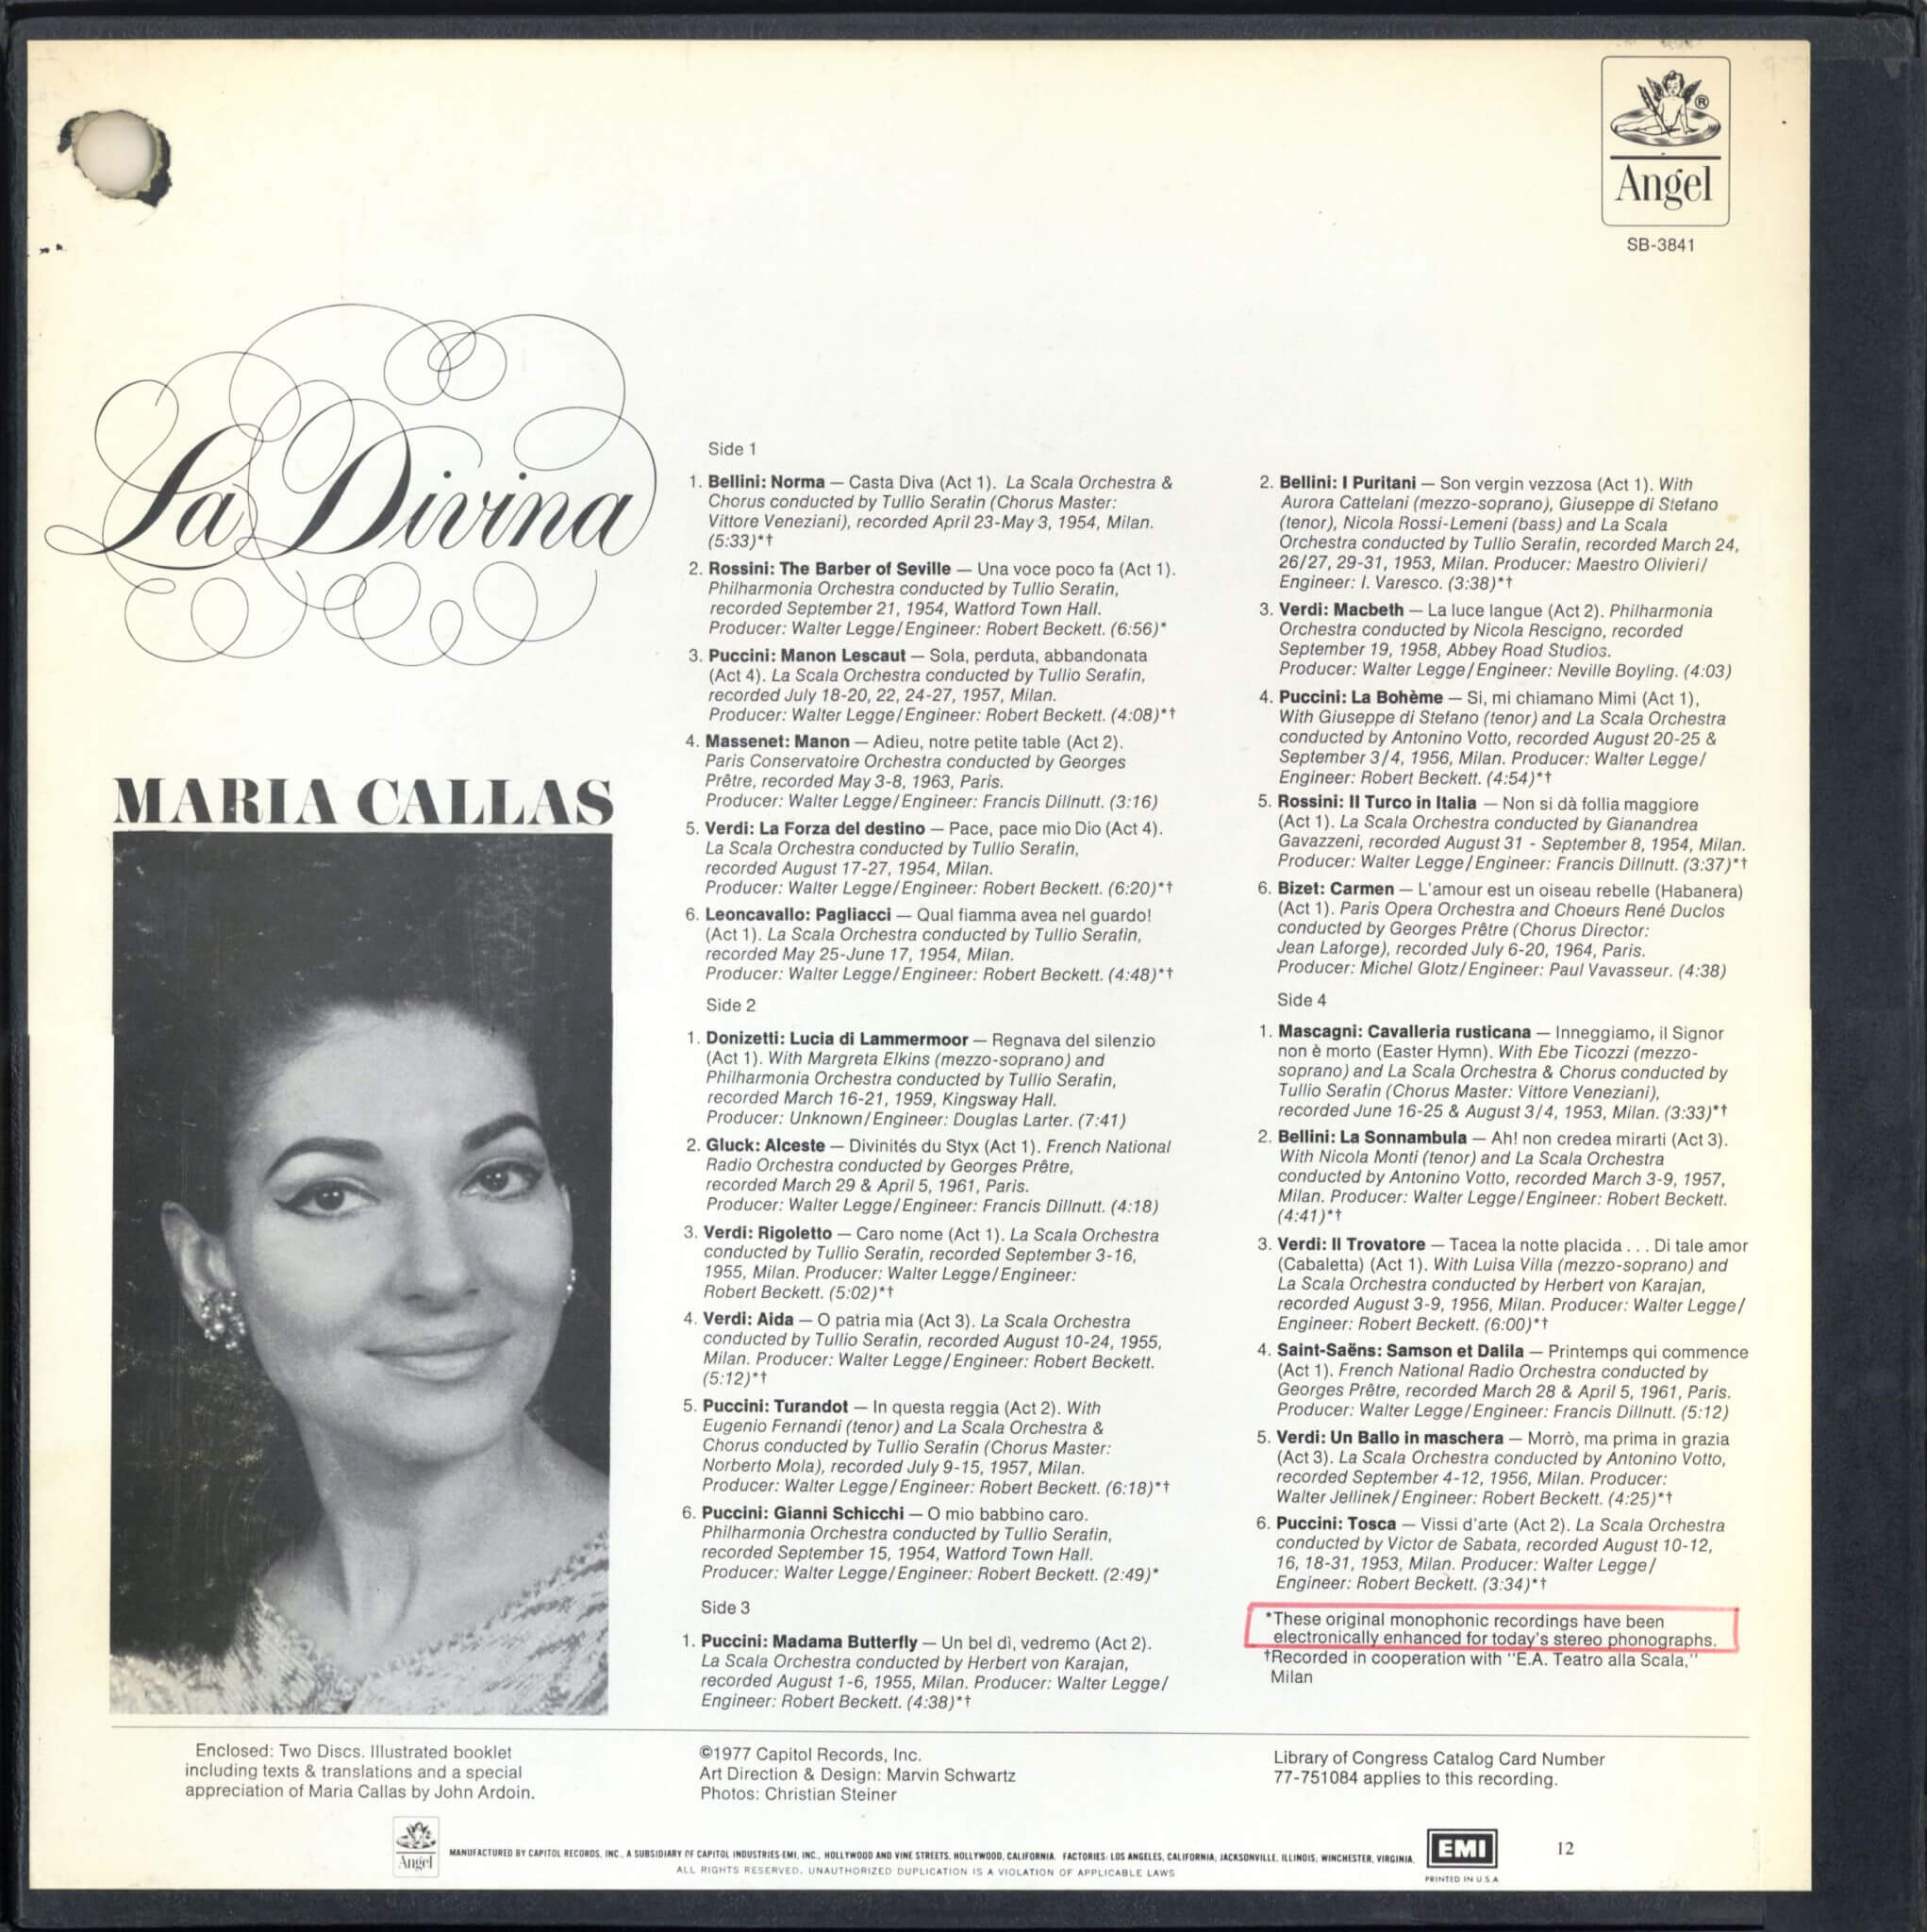 Angel
SB-3841
La Divina
MARIA CALLAS
Side 1
1. Bellini: Norma — Casta Diva (Act 1). La Scala Orchestra &
Chorus conducted by Tullio Serafin (Chorus Master:
Vittore Veneziani), recorded April 23-May 3, 1954, Milan.
(5:33)*†
2. Rossini: The Barber of Seville — Una voce poco fa (Act 1).
Philharmonia Orchestra conducted by Tullio Serafin,
recorded September 21, 1954, Watford Town Hall.
Producer: Walter Legge/Engineer: Robert Beckett. (6:56)*
3. Puccini: Manon Lescaut — Sola, perduta, abbandonata
(Act 4). La Scala Orchestra conducted by Tullio Serafin,
recorded July 18-20, 22, 24-27, 1957, Milan.
Producer: Walter Legge/Engineer: Robert Beckett. (4:08)*†
4. Massenet: Manon — Adieu, notre petite table (Act 2).
Paris Conservatoire Orchestra conducted by Georges
Prêtre, recorded May 3-8, 1963, Paris.
Producer: Walter Legge/Engineer: Francis Dillnutt. (3:16)
5. Verdi: La Forza del destino — Pace, pace mio Dio (Act 4).
La Scala Orchestra conducted by Tullio Serafin,
recorded August 17-27, 1954, Milan.
Producer: Walter Legge/Engineer: Robert Beckett. (6:20)*†
6. Leoncavallo: Pagliacci — Qual fiamma avea nel guardo!
(Act 1). La Scala Orchestra conducted by Tullio Serafin,
recorded May 25-June 17, 1954, Milan.
Producer: Walter Legge/Engineer: Robert Beckett. (4:48)*†
Side 2
1. Donizetti: Lucia di Lammermoor — Regnava del silenzio
(Act 1). With Margreta Elkins (mezzo-soprano) and
Philharmonia Orchestra conducted by Tullio Serafin,
recorded March 16-21, 1959, Kingsway Hall.
Producer: Unknown/Engineer: Douglas Larter. (7:41)
2. Gluck: Alceste — Divinités du Styx (Act 1). French National
Radio Orchestra conducted by Georges Prêtre,
recorded March 29 & April 5, 1961, Paris.
Producer: Walter Legge/Engineer: Francis Dillnutt. (4:18)
3. Verdi: Rigoletto — Caro nome (Act 1). La Scala Orchestra
conducted by Tullio Serafin, recorded September 3-16,
1955, Milan. Producer: Walter Legge/Engineer:
Robert Beckett. (5:02)*†
4. Verdi: Aida — O patria mia (Act 3). La Scala Orchestra
conducted by Tullio Serafin, recorded August 10-24, 1955,
Milan. Producer: Walter Legge/Engineer: Robert Beckett.
(5:12)*†
5. Puccini: Turandot — In questa reggia (Act 2). With
Eugenio Fernandi (tenor) and La Scala Orchestra &
Chorus conducted by Tullio Serafin (Chorus Master:
Norberto Mola), recorded July 9-15, 1957, Milan.
Producer: Walter Legge/Engineer: Robert Beckett. (6:18)*†
6. Puccini: Gianni Schicchi — O mio babbino caro.
Philharmonia Orchestra conducted by Tullio Serafin,
recorded September 15, 1954, Watford Town Hall.
Producer: Walter Legge/Engineer: Robert Beckett. (2:49)*
Side 3
1. Puccini: Madama Butterfly — Un bel dì, vedremo (Act 2).
La Scala Orchestra conducted by Herbert von Karajan,
recorded August 1-6, 1955, Milan. Producer: Walter Legge/
Engineer: Robert Beckett. (4:38)*†
2. Bellini: I Puritani — Son vergin vezzosa (Act 1). With
Aurora Cattelani (mezzo-soprano), Giuseppe di Stefano
(tenor), Nicola Rossi-Lemeni (bass) and La Scala
Orchestra conducted by Tullio Serafin, recorded March 24,
26/27, 29-31, 1953, Milan. Producer: Maestro Olivieri/
Engineer: I. Varesco. (3:38)*†
3. Verdi: Macbeth — La luce langue (Act 2). Philharmonia
Orchestra conducted by Nicola Rescigno, recorded
September 19, 1958, Abbey Road Studios.
Producer: Walter Legge/Engineer: Neville Boyling. (4:03)
4. Puccini: La Bohème — Si, mi chiamano Mimi (Act 1),
With Giuseppe di Stefano (tenor) and La Scala Orchestra
conducted by Antonino Votto, recorded August 20-25 &
September 3/4, 1956, Milan. Producer: Walter Legge/
Engineer: Robert Beckett. (4:54)*†
5. Rossini: Il Turco in Italia — Non si dà follia maggiore
(Act 1). La Scala Orchestra conducted by Gianandrea
Gavazzeni, recorded August 31 - September 8, 1954, Milan.
Producer: Walter Legge/Engineer: Francis Dillnutt. (3:37)*†
6. Bizet: Carmen — L'amour est un oiseau rebelle (Habanera)
(Act 1). Paris Opera Orchestra and Choeurs René Duclos
conducted by Georges Prêtre (Chorus Director:
Jean Laforge), recorded July 6-20, 1964, Paris.
Producer: Michel Glotz/Engineer: Paul Vavasseur. (4:38)
Side 4
1. Mascagni: Cavalleria rusticana — Inneggiamo, il Signor
non è morto (Easter Hymn). With Ebe Ticozzi (mezzo-
soprano) and La Scala Orchestra & Chorus conducted by
Tullio Serafin (Chorus Master: Vittore Veneziani),
recorded June 16-25 & August 3/4, 1953, Milan. (3:33)*†
2. Bellini: La Sonnambula — Ah! non credea mirarti (Act 3).
With Nicola Monti (tenor) and La Scala Orchestra
conducted by Antonino Votto, recorded March 3-9, 1957,
Milan. Producer: Walter Legge/Engineer: Robert Beckett.
(4:41)*†
3. Verdi: Il Trovatore — Tacea la notte placida . . . Di tale amor
(Cabaletta) (Act 1). With Luisa Villa (mezzo-soprano) and
La Scala Orchestra conducted by Herbert von Karajan,
recorded August 3-9, 1956, Milan. Producer: Walter Legge/
Engineer: Robert Beckett. (6:00)*†
4. Saint-Saëns: Samson et Dalila — Printemps qui commence
(Act 1). French National Radio Orchestra conducted by
Georges Prêtre, recorded March 28 & April 5, 1961, Paris.
Producer: Walter Legge/Engineer: Francis Dillnutt. (5:12)
5. Verdi: Un Ballo in maschera — Morrò, ma prima in grazia
(Act 3). La Scala Orchestra conducted by Antonino Votto,
recorded September 4-12, 1956, Milan. Producer:
Walter Jellinek/Engineer: Robert Beckett. (4:25)*†
6. Puccini: Tosca — Vissi d'arte (Act 2). La Scala Orchestra
conducted by Victor de Sabata, recorded August 10-12,
16, 18-31, 1953, Milan. Producer: Walter Legge/
Engineer: Robert Beckett. (3:34)*†
*These original monophonic recordings have been
electronically enhanced for today's stereo phonographs.
†Recorded in cooperation with "E.A. Teatro alla Scala,"
Milan
Enclosed: Two Discs. Illustrated booklet
including texts & translations and a special
appreciation of Maria Callas by John Ardoin.
©1977 Capitol Records, Inc.
Art Direction & Design: Marvin Schwartz
Photos: Christian Steiner
Library of Congress Catalog Card Number
77-751084 applies to this recording.
Angel
MANUFACTURED BY CAPITOL RECORDS, INC., A SUBSIDIARY OF CAPITOL INDUSTRIES-EMI, INC., HOLLYWOOD AND VINE STREETS, HOLLYWOOD, CALIFORNIA. FACTORIES: LOS ANGELES, CALIFORNIA; JACKSONVILLE, ILLINOIS; WINCHESTER, VIRGINIA.
ALL RIGHTS RESERVED. UNAUTHORIZED DUPLICATION IS A VIOLATION OF APPLICABLE LAWS
EMI
PRINTED IN U.S.A
12